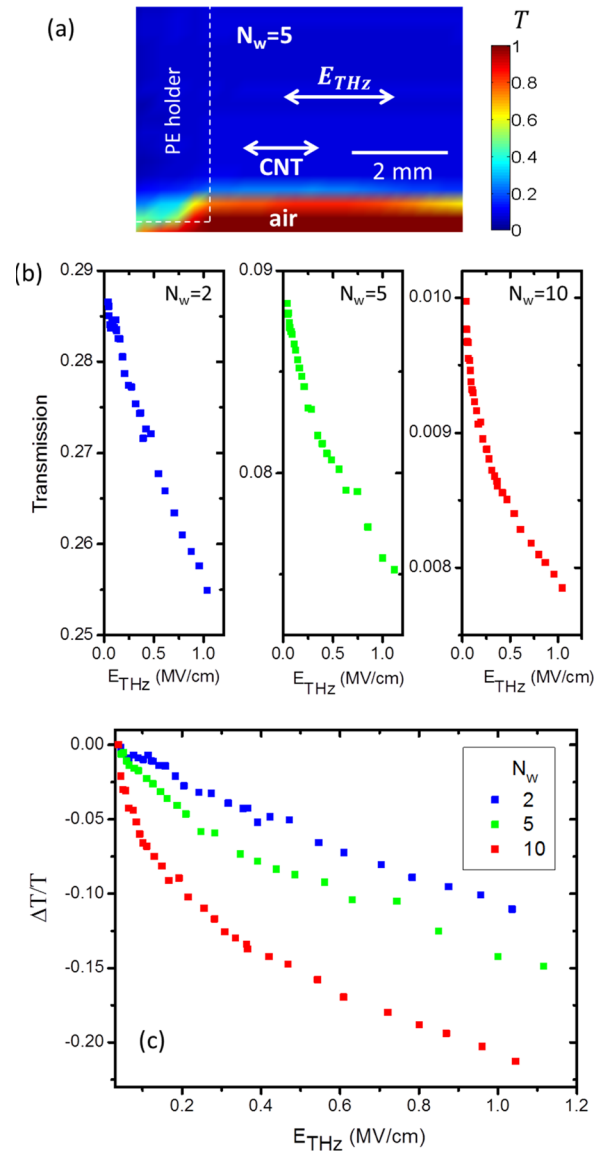 (a)
N_w=5
T
PE holder
E_THz
CNT
2 mm
air
1
0.8
0.6
0.4
0.2
0
(b)
Transmission
0.29
0.28
0.27
0.26
0.25
N_w=2
0.0 0.5 1.0
E_THz (MV/cm)
0.09
0.08
N_w=5
0.0 0.5 1.0
E_THz (MV/cm)
0.010
0.009
0.008
N_w=10
0.0 0.5 1.0
E_THz (MV/cm)
ΔT/T
0.00
-0.05
-0.10
-0.15
-0.20
N_w
2
5
10
(c)
0.2 0.4 0.6 0.8 1.0 1.2
E_THz (MV/cm)